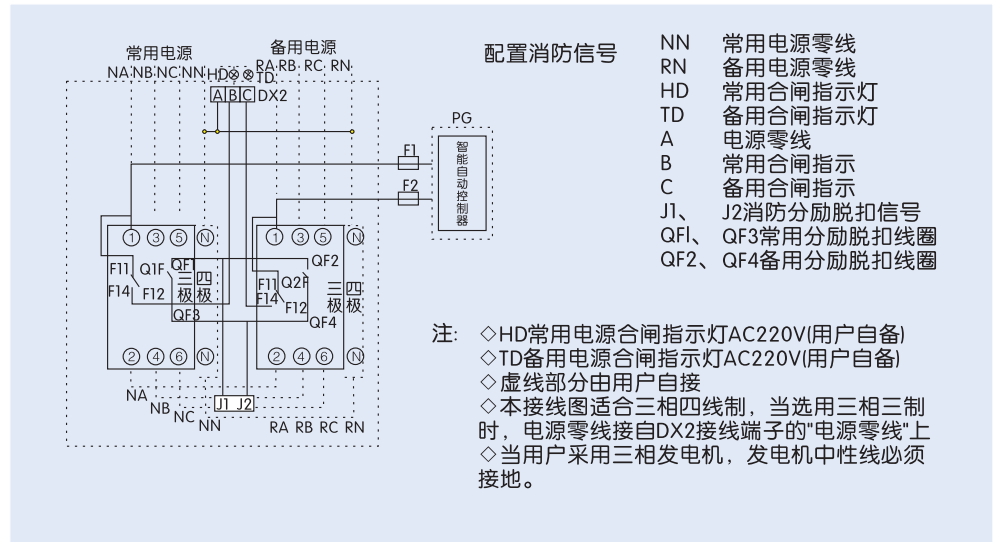 常用电源 备用电源
NA NB NC NN HD TD RA RB RC RN
A B C DX2
PG
F1
F2
智能自动控制器
1 3 5 N 1 3 5 N
F11 Q1F QF1
F14 F12
三极 四极
QF3
QF2
F11 Q2F
F14 F12
三极 四极
QF4
2 4 6 N 2 4 6 N
NA
NB
NC
NN
J1 J2
RA RB RC RN
配置消防信号
NN 常用电源零线
RN 备用电源零线
HD 常用合闸指示灯
TD 备用合闸指示灯
A 电源零线
B 常用合闸指示
C 备用合闸指示
J1、 J2消防分励脱扣信号
QF1、 QF3常用分励脱扣线圈
QF2、 QF4备用分励脱扣线圈
注: ◇HD常用电源合闸指示灯AC220V(用户自备)
◇TD备用电源合闸指示灯AC220V(用户自备)
◇虚线部分由用户自接
◇本接线图适合三相四线制，当选用三相三制
时，电源零线接自DX2接线端子的"电源零线"上
◇当用户采用三相发电机，发电机中性线必须
接地。